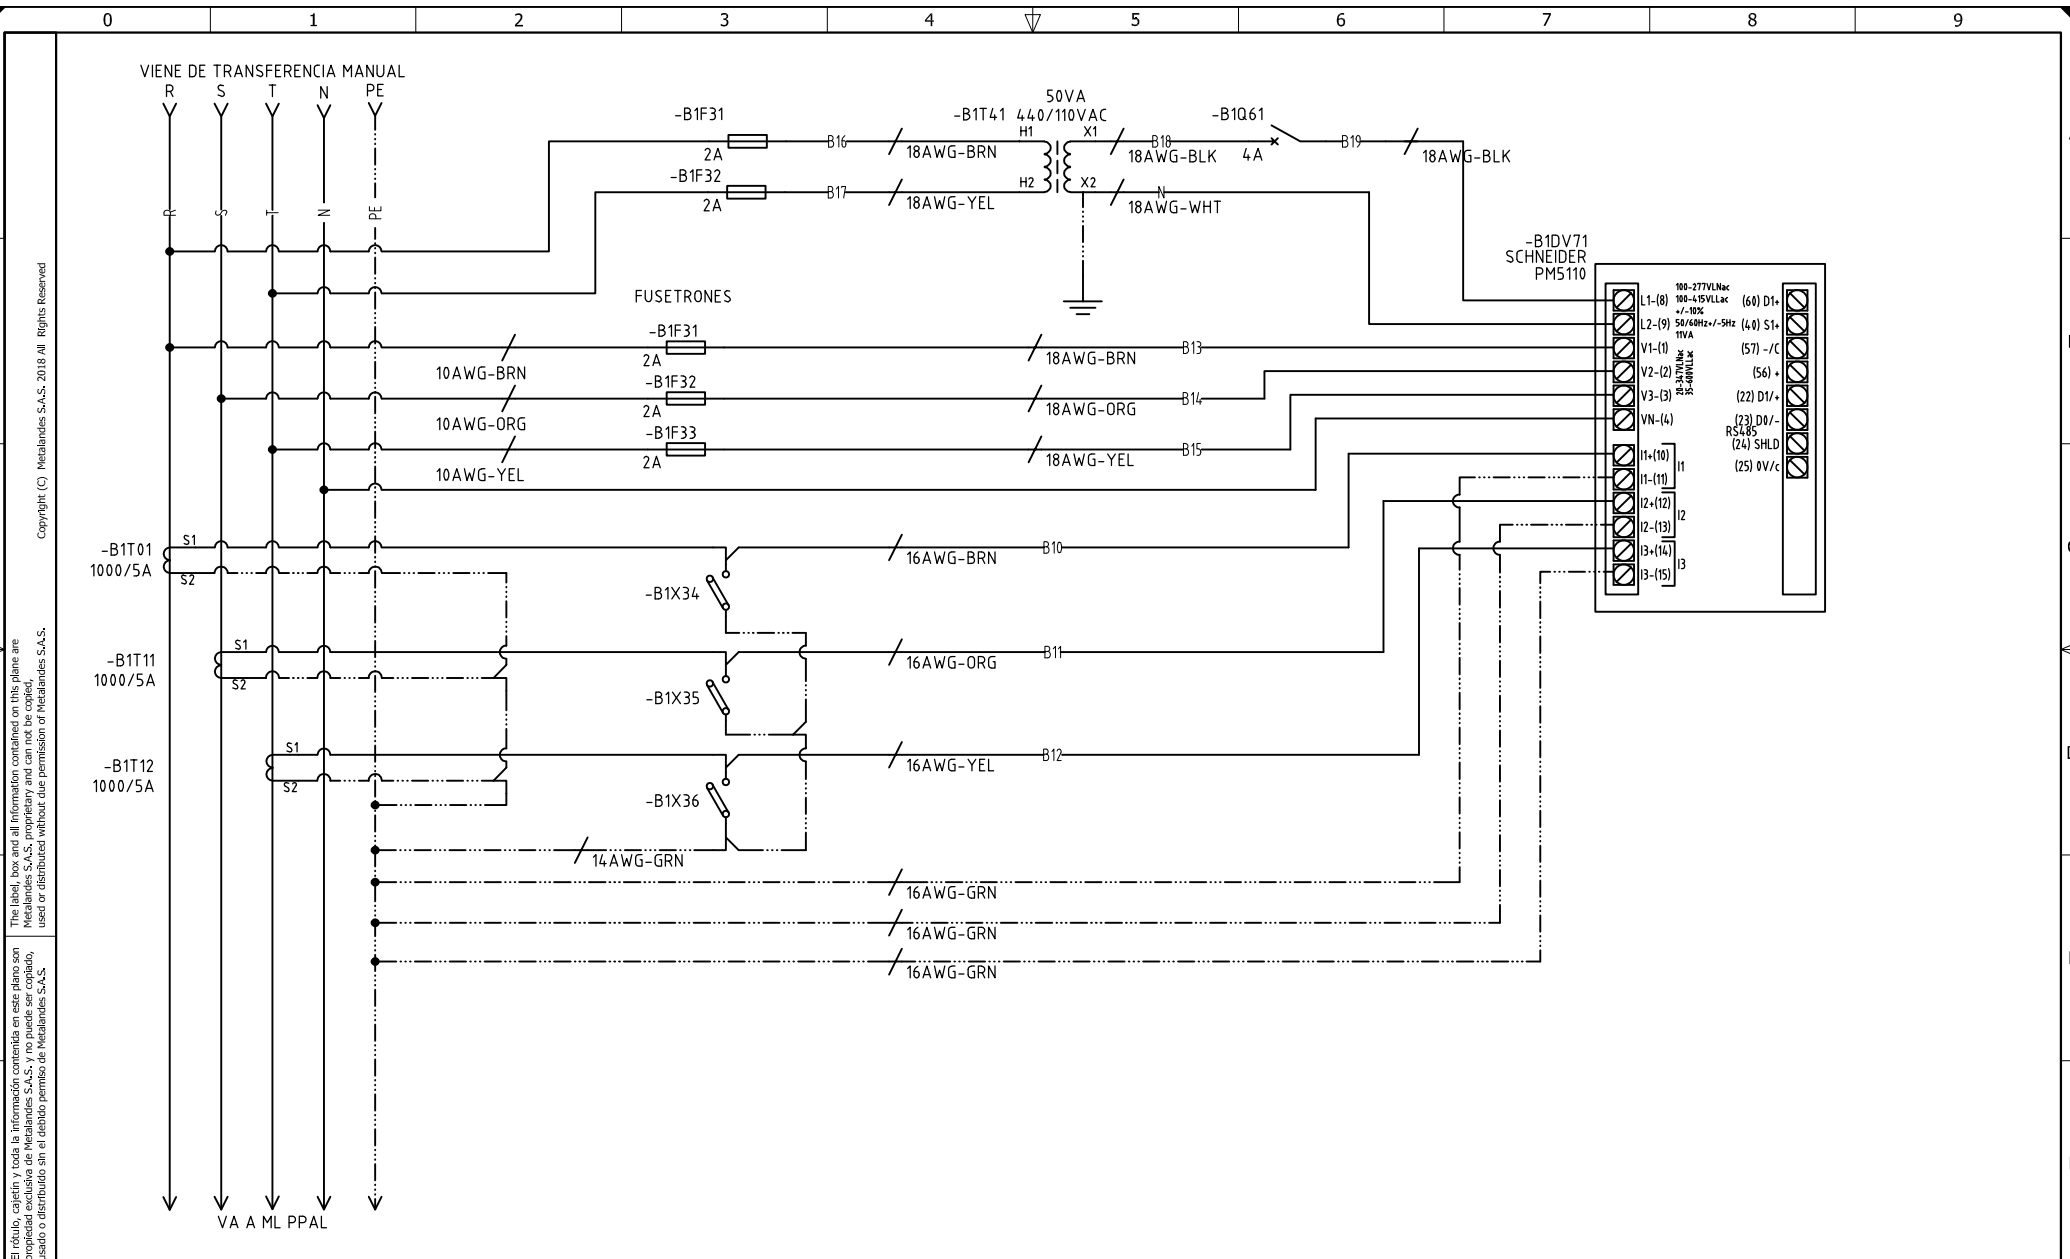 0 1 2 3 4 5 6 7 8 9
VIENE DE TRANSFERENCIA MANUAL
R S T N PE
R S T N PE
-B1F31
2A
B16
18AWG-BRN
-B1F32
2A
B17
18AWG-YEL
50VA
-B1T41 440/110VAC
H1 X1
H2 X2
B18
18AWG-BLK
N
18AWG-WHT
-B1Q61
4A
B19
18AWG-BLK
FUSETRONES
10AWG-BRN
-B1F31
2A
18AWG-BRN
B13
10AWG-ORG
-B1F32
2A
18AWG-ORG
B14
10AWG-YEL
-B1F33
2A
18AWG-YEL
B15
-B1DV71
SCHNEIDER
PM5110
L1-(8)
L2-(9)
V1-(1)
V2-(2)
V3-(3)
VN-(4)
I1+(10)
I1-(11)
I1
I2+(12)
I2-(13)
I2
I3+(14)
I3-(15)
I3
100-277VLNac
100-415VLLac
+/-10%
50/60Hz+/-5Hz
11VA
20-347VLNac
35-600VLLac
(60) D1+
(40) S1+
(57) -/C
(56) +
(22) D1/+
(23) D0/-
RS485
(24) SHLD
(25) 0V/c
-B1T01
1000/5A
S1
S2
-B1X34
16AWG-BRN
B10
-B1T11
1000/5A
S1
S2
-B1X35
16AWG-ORG
B11
-B1T12
1000/5A
S1
S2
-B1X36
16AWG-YEL
B12
14AWG-GRN
16AWG-GRN
16AWG-GRN
16AWG-GRN
VA A ML PPAL
Copyright (C) Metalandes S.A.S. 2018 All Rights Reserved
The label, box and all information contained on this plane are
Metalandes S.A.S. proprietary and can not be copied,
used or distributed without due permission of Metalandes S.A.S.
El rótulo, cajetín y toda la información contenida en este plano son
propiedad exclusiva de Metalandes S.A.S. y no puede ser copiado,
usado o distribuido sin el debido permiso de Metalandes S.A.S.